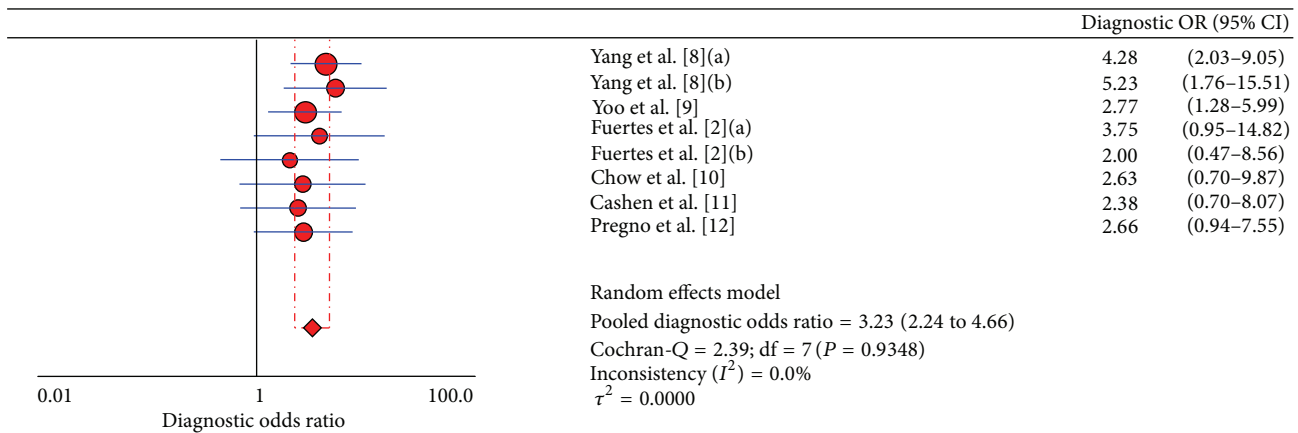 Diagnostic OR (95% CI)
Yang et al. [8](a) 4.28 (2.03–9.05)
Yang et al. [8](b) 5.23 (1.76–15.51)
Yoo et al. [9] 2.77 (1.28–5.99)
Fuertes et al. [2](a) 3.75 (0.95–14.82)
Fuertes et al. [2](b) 2.00 (0.47–8.56)
Chow et al. [10] 2.63 (0.70–9.87)
Cashen et al. [11] 2.38 (0.70–8.07)
Pregno et al. [12] 2.66 (0.94–7.55)
Random effects model
Pooled diagnostic odds ratio = 3.23 (2.24 to 4.66)
Cochran-Q = 2.39; df = 7 (P = 0.9348)
Inconsistency (I²) = 0.0%
τ² = 0.0000
0.01 1 100.0
Diagnostic odds ratio